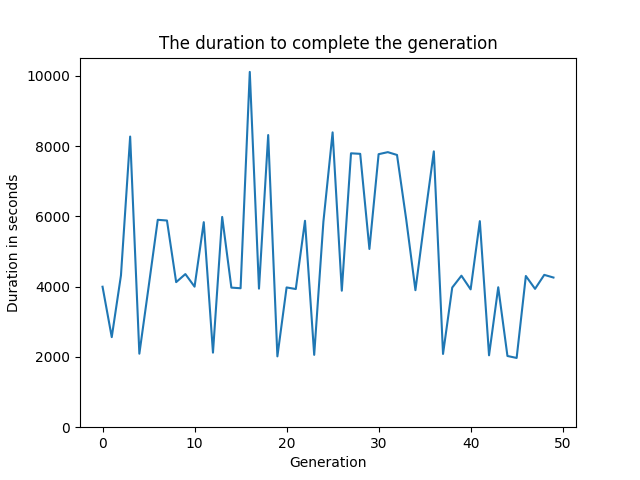 The duration to complete the generation
10000
8000
6000
4000
2000
0
Duration in seconds
0 10 20 30 40 50
Generation